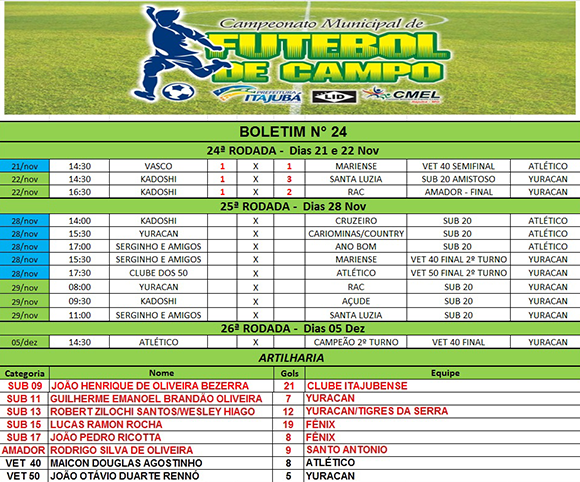 Campeonato Municipal de
FUTEBOL
DE CAMPO
PREFEITURA
ITAJUBÁ
LID
CMEL
BOLETIM N° 24
24ª RODADA - Dias 21 e 22 Nov
21/nov 14:30 VASCO 1 X 1 MARIENSE VET 40 SEMIFINAL ATLÉTICO
22/nov 14:30 KADOSHI 1 X 3 SANTA LUZIA SUB 20 AMISTOSO YURACAN
22/nov 16:30 KADOSHI 1 X 2 RAC AMADOR - FINAL YURACAN
25ª RODADA - Dias 28 Nov
28/nov 14:00 KADOSHI X CRUZEIRO SUB 20 ATLÉTICO
28/nov 15:30 YURACAN X CARIOMINAS/COUNTRY SUB 20 ATLÉTICO
28/nov 17:00 SERGINHO E AMIGOS X ANO BOM SUB 20 ATLÉTICO
28/nov 15:30 SERGINHO E AMIGOS X MARIENSE VET 40 FINAL 2º TURNO YURACAN
28/nov 17:30 CLUBE DOS 50 X ATLÉTICO VET 50 FINAL 2º TURNO YURACAN
29/nov 08:00 YURACAN X RAC SUB 20 YURACAN
29/nov 09:30 KADOSHI X AÇUDE SUB 20 YURACAN
29/nov 11:00 SERGINHO E AMIGOS X SANTA LUZIA SUB 20 YURACAN
26ª RODADA - Dias 05 Dez
05/dez 14:30 ATLÉTICO X CAMPEÃO 2º TURNO VET 40 FINAL YURACAN
ARTILHARIA
Categoria Nome Gols Equipe
SUB 09 JOÃO HENRIQUE DE OLIVEIRA BEZERRA 21 CLUBE ITAJUBENSE
SUB 11 GUILHERME EMANOEL BRANDÃO OLIVEIRA 7 YURACAN
SUB 13 ROBERT ZILOCHI SANTOS/WESLEY HIAGO 12 YURACAN/TIGRES DA SERRA
SUB 15 LUCAS RAMON ROCHA 19 FÊNIX
SUB 17 JOÃO PEDRO RICOTTA 8 FÊNIX
AMADOR RODRIGO SILVA DE OLIVEIRA 9 SANTO ANTONIO
VET 40 MAICON DOUGLAS AGOSTINHO 8 ATLÉTICO
VET 50 JOÃO OTÁVIO DUARTE RENNÓ 5 YURACAN